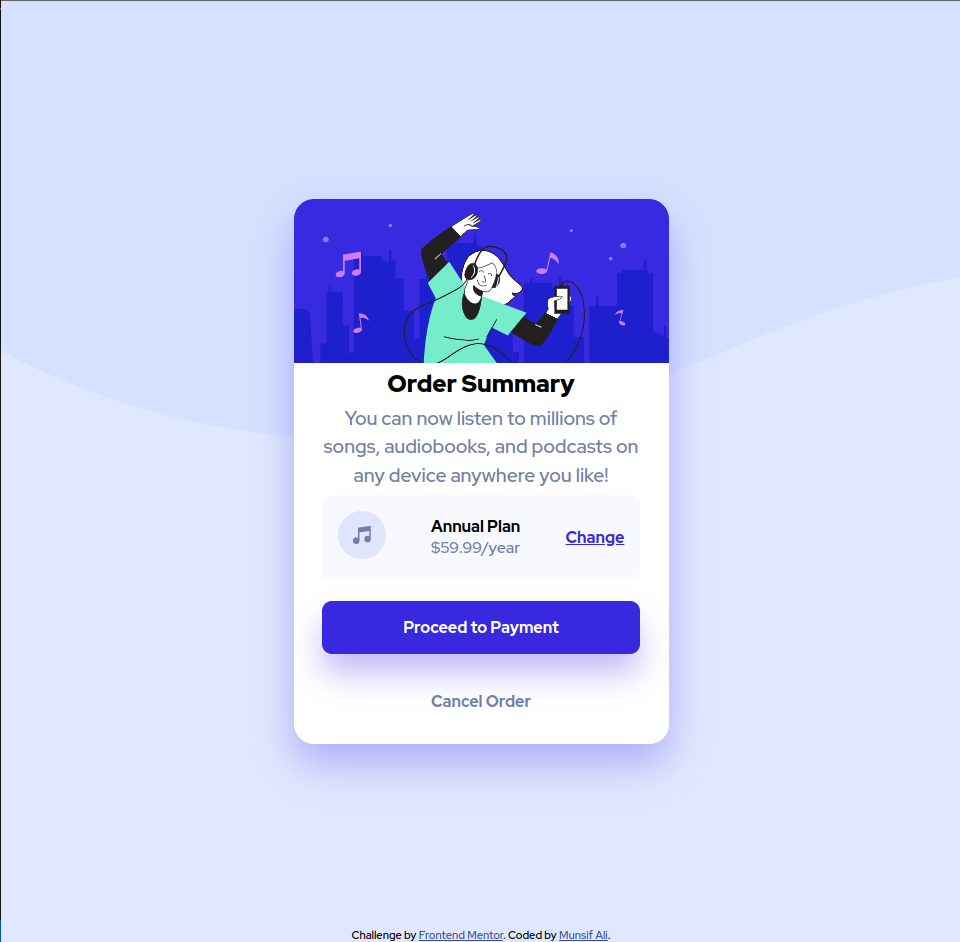 Order Summary
You can now listen to millions of
songs, audiobooks, and podcasts on
any device anywhere you like!
Annual Plan
$59.99/year
Change
Proceed to Payment
Cancel Order
Challenge by Frontend Mentor. Coded by Munsif Ali.